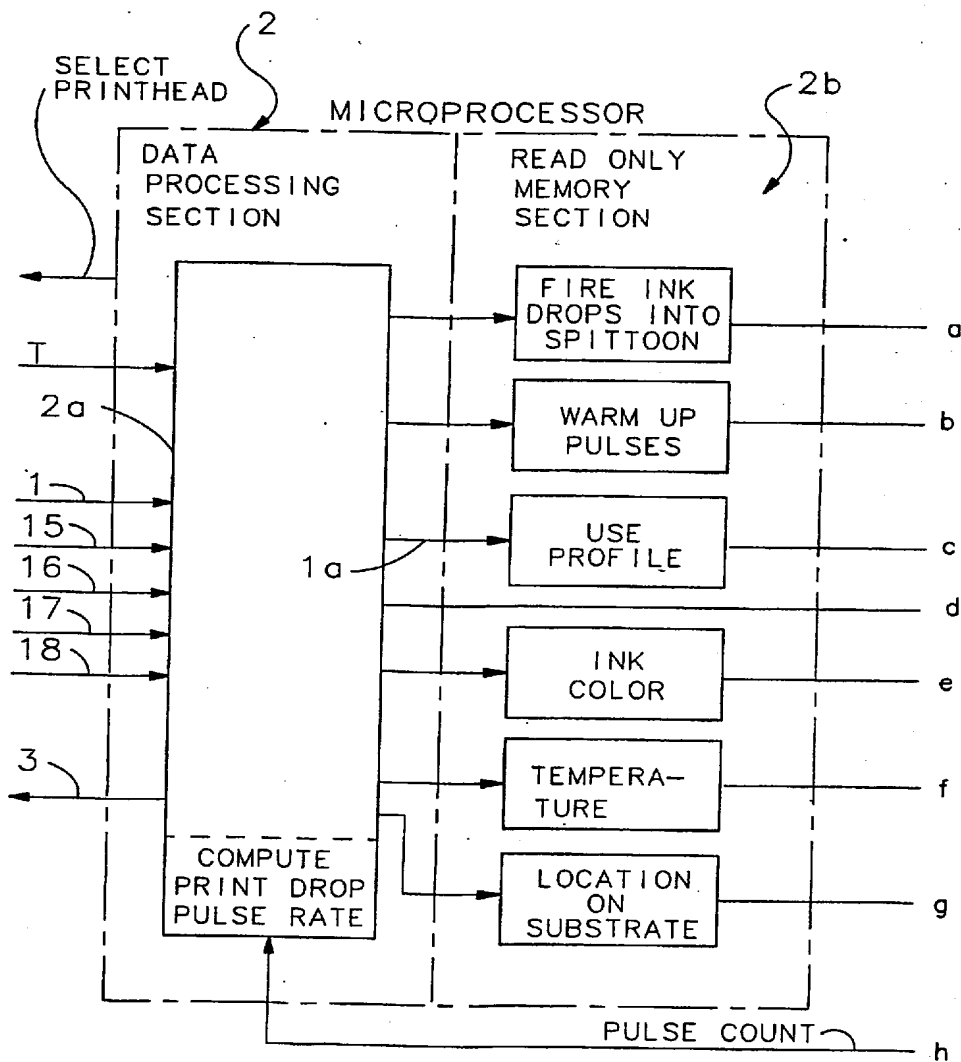 2
SELECT
PRINTHEAD
MICROPROCESSOR
2b
DATA
PROCESSING
SECTION
READ ONLY
MEMORY
SECTION
FIRE INK
DROPS INTO
SPITTOON
a
T
2a
WARM UP
PULSES
b
1
15
16
17
18
1a
USE
PROFILE
c
d
INK
COLOR
e
3
TEMPERA-
TURE
f
COMPUTE
PRINT DROP
PULSE RATE
LOCATION
ON
SUBSTRATE
g
PULSE COUNT
h